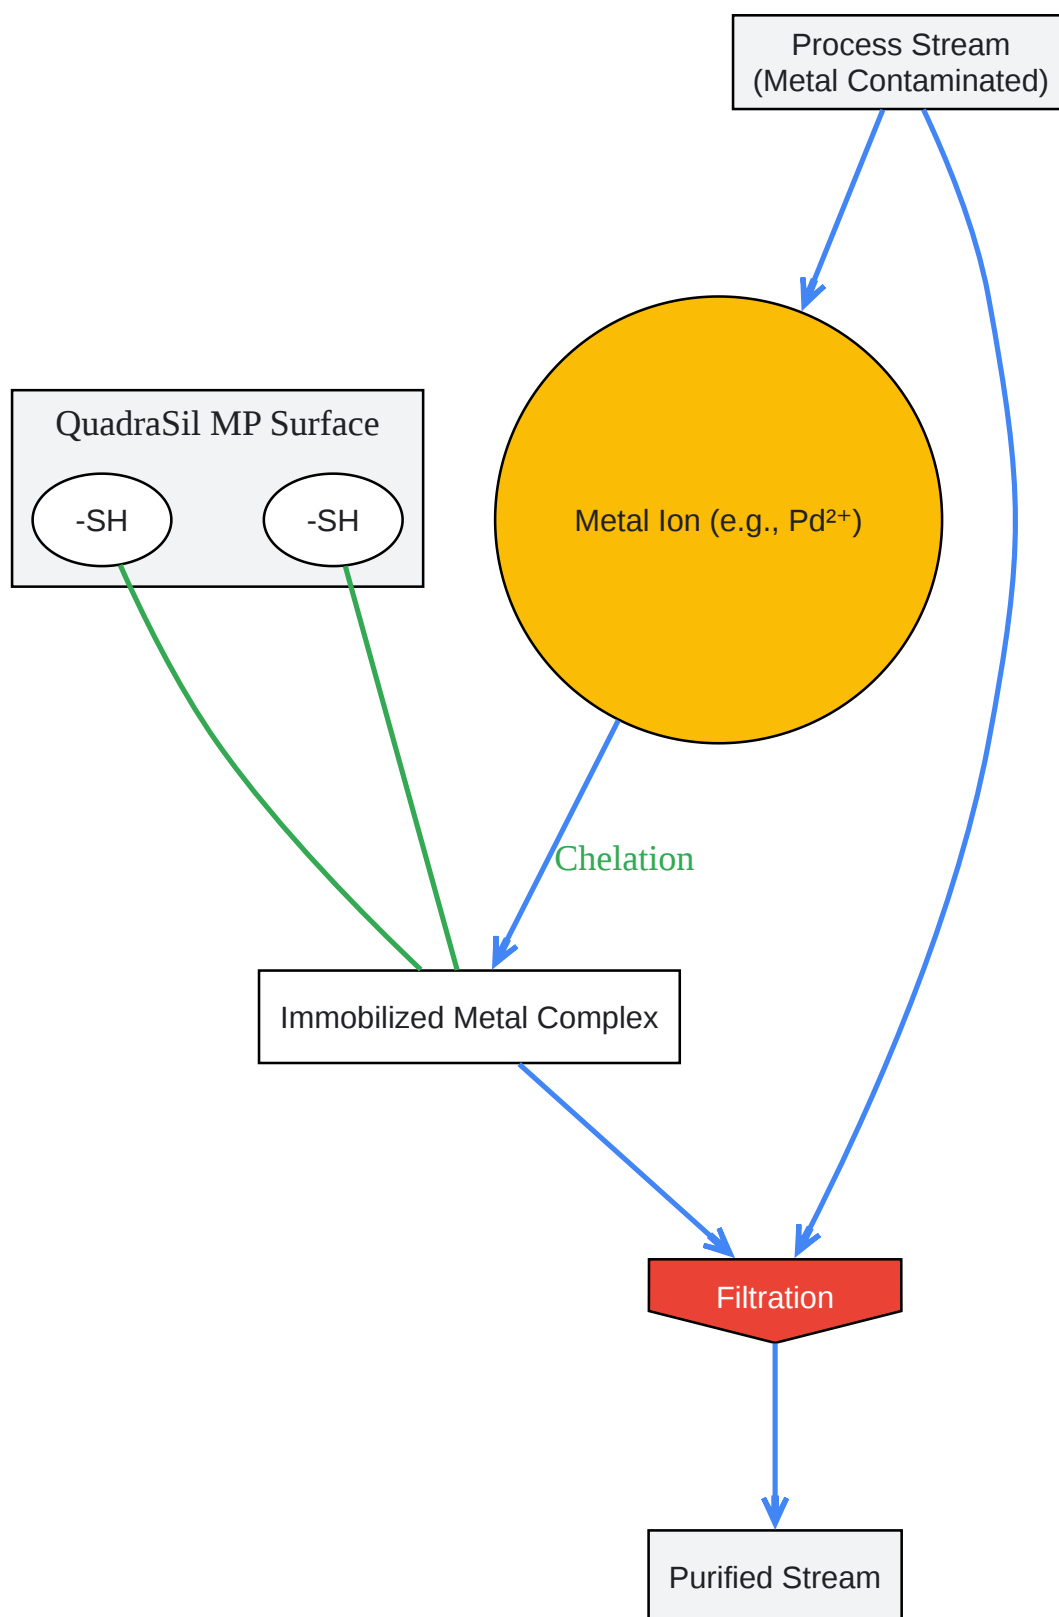 Process Stream
(Metal Contaminated)
QuadraSil MP Surface
-SH
-SH
Metal Ion (e.g., Pd²⁺)
Chelation
Immobilized Metal Complex
Filtration
Purified Stream